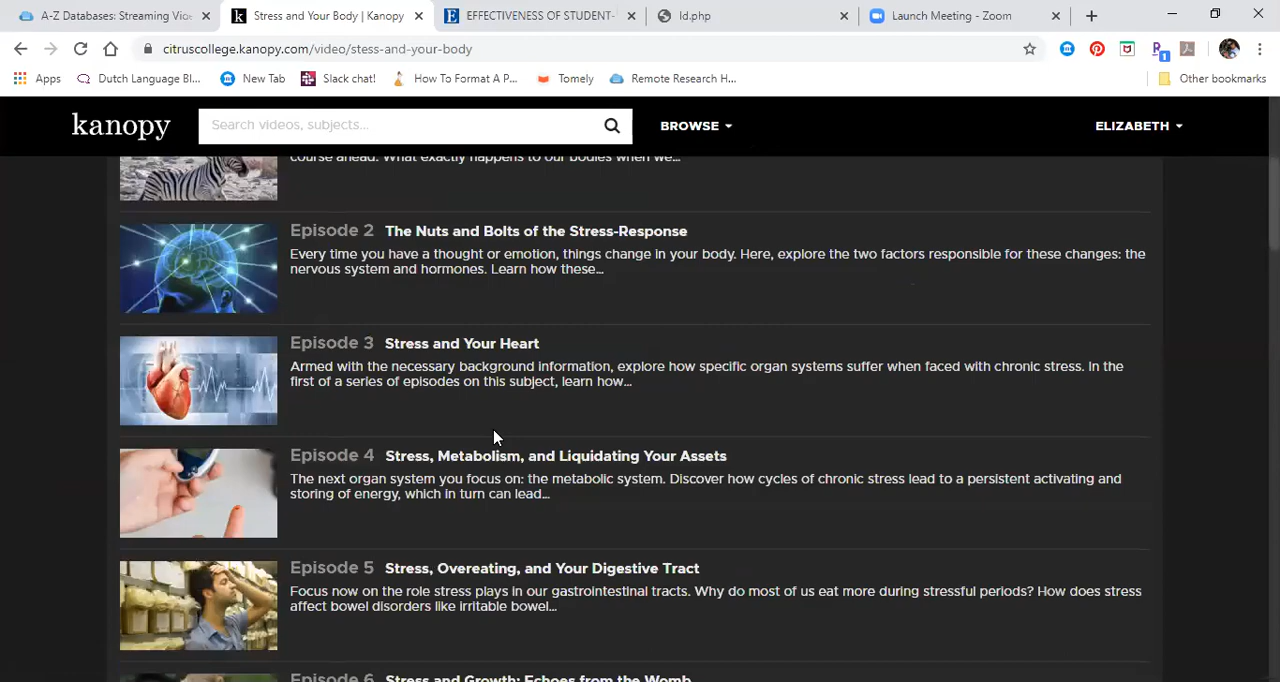 A-Z Databases: Streaming Vide
Stress and Your Body | Kanopy
EFFECTIVENESS OF STUDENT-
ld.php
Launch Meeting - Zoom
citruscollege.kanopy.com/video/stess-and-your-body
Apps
Dutch Language Bl...
New Tab
Slack chat!
How To Format A P...
Tomely
Remote Research H...
Other bookmarks
kanopy
Search videos, subjects...
BROWSE
ELIZABETH
course ahead. What exactly happens to our bodies when we...
Episode 2 The Nuts and Bolts of the Stress-Response
Every time you have a thought or emotion, things change in your body. Here, explore the two factors responsible for these changes: the
nervous system and hormones. Learn how these...
Episode 3 Stress and Your Heart
Armed with the necessary background information, explore how specific organ systems suffer when faced with chronic stress. In the
first of a series of episodes on this subject, learn how...
Episode 4 Stress, Metabolism, and Liquidating Your Assets
The next organ system you focus on: the metabolic system. Discover how cycles of chronic stress lead to a persistent activating and
storing of energy, which in turn can lead...
Episode 5 Stress, Overeating, and Your Digestive Tract
Focus now on the role stress plays in our gastrointestinal tracts. Why do most of us eat more during stressful periods? How does stress
affect bowel disorders like irritable bowel...
Episode 6 Stress and Growth: Echoes from the Womb